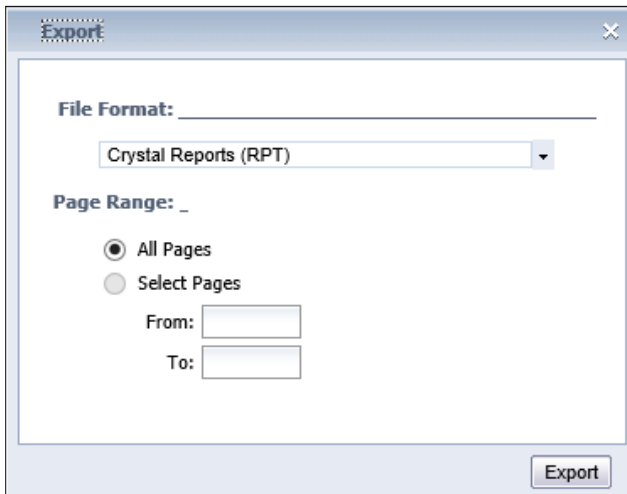 Export
File Format:
Crystal Reports (RPT)
Page Range:
All Pages
Select Pages
From:
To:
Export